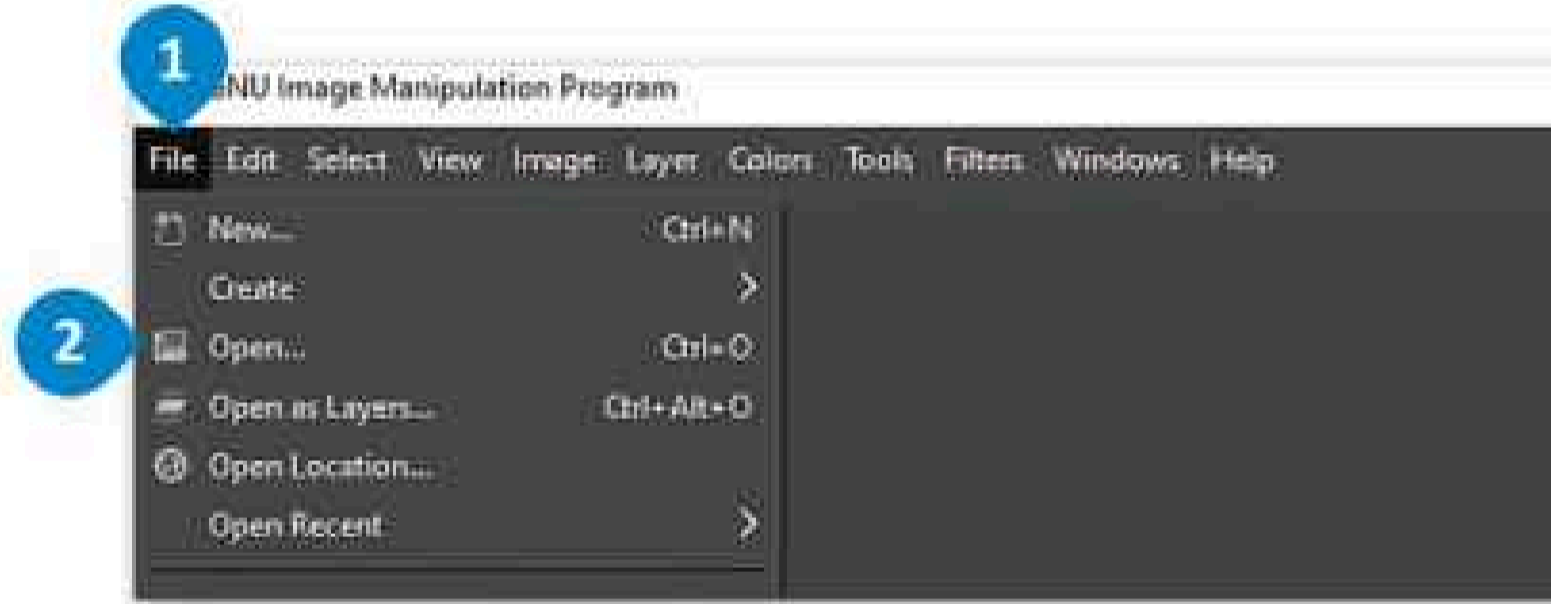 1
NU Image Manipulation Program
File Edit Select View Image Layer Colors Tools Filters Windows Help
New... Ctrl+N
Create
2
Open... Ctrl+O
Open as Layers... Ctrl+Alt+O
Open Location...
Open Recent